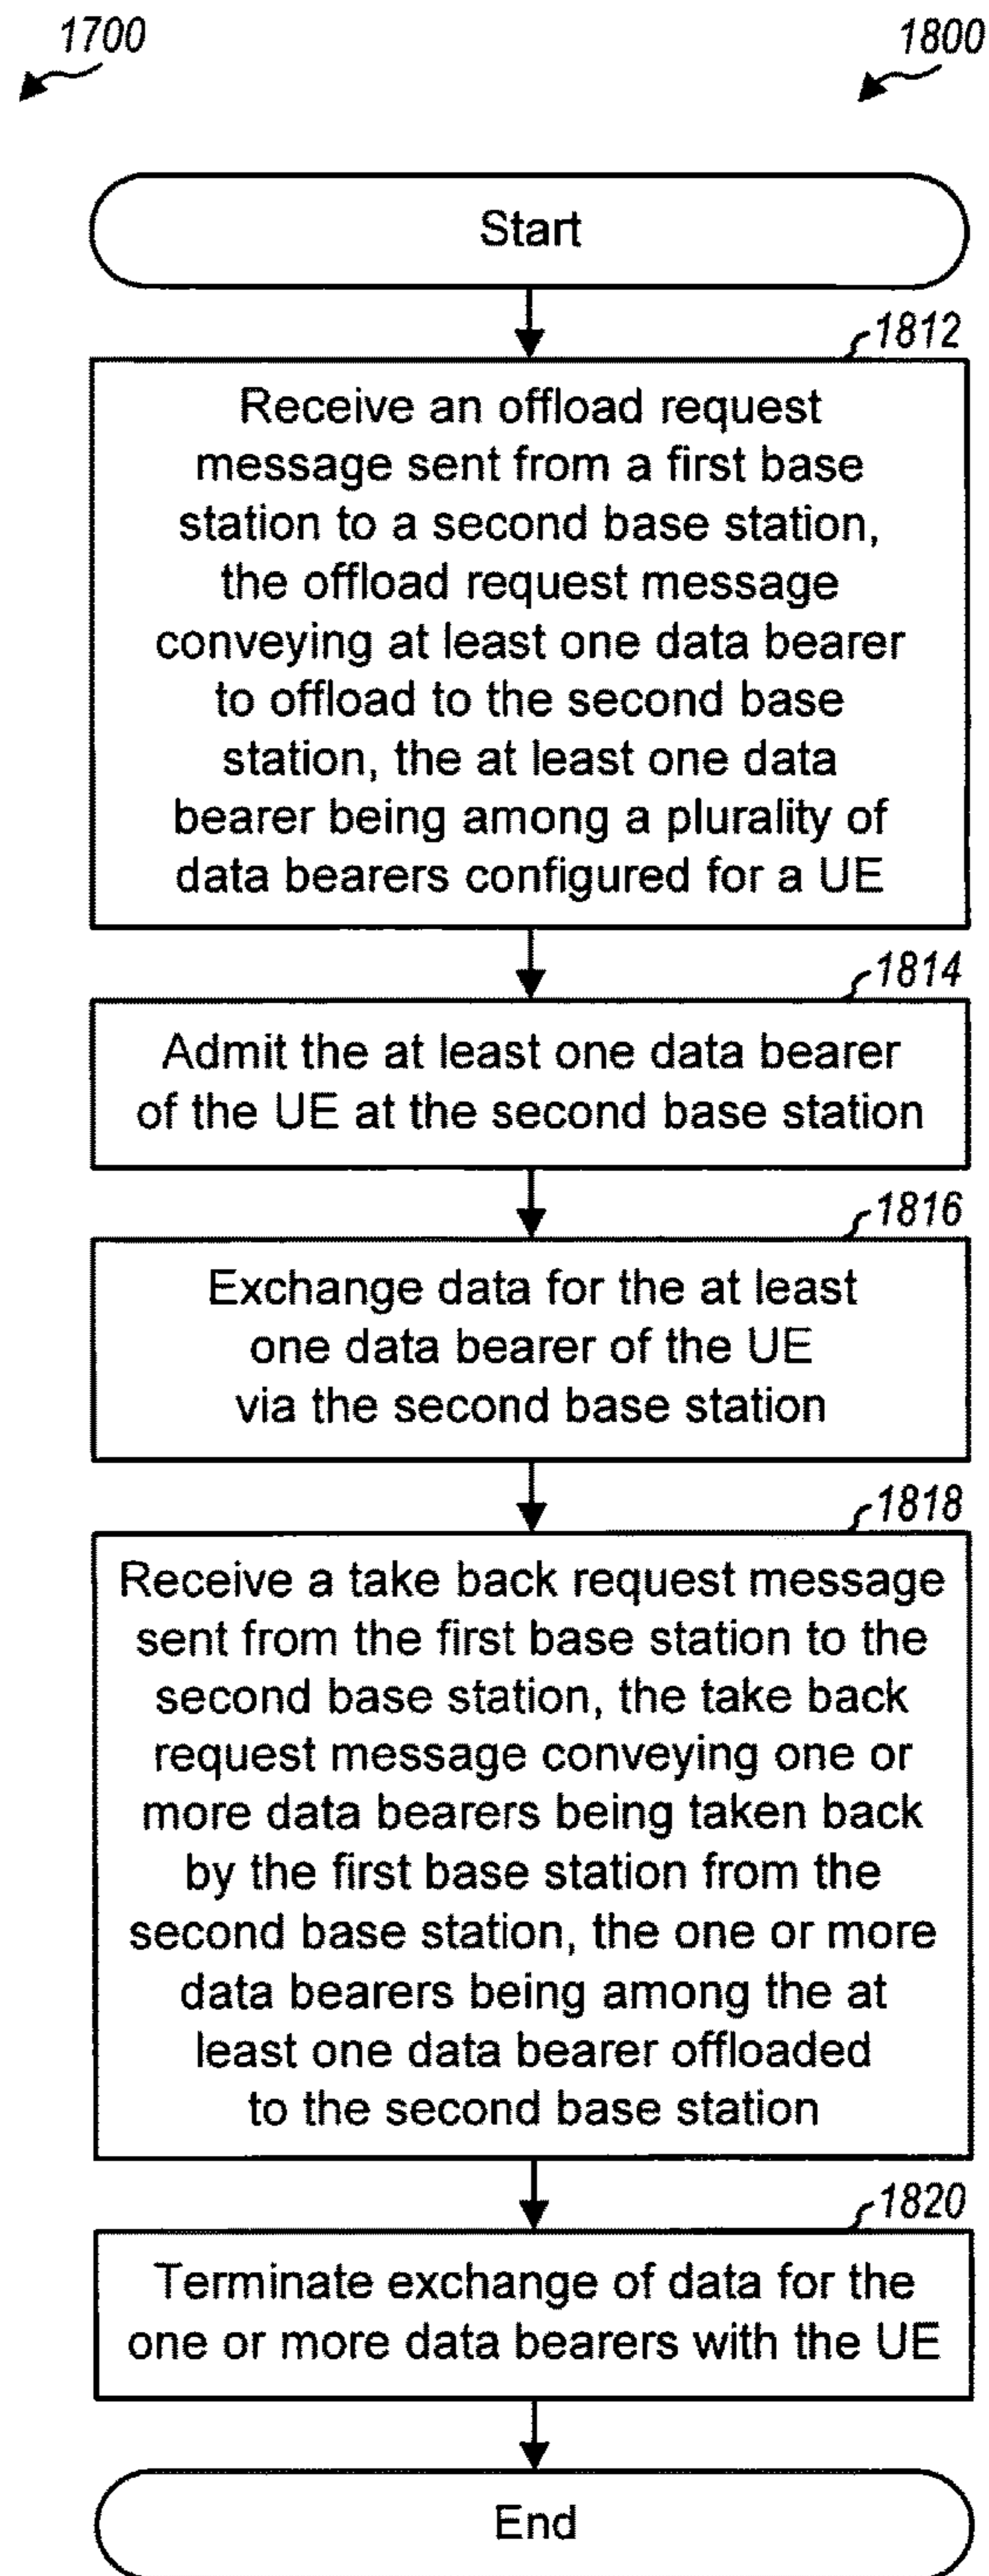 1700
1800
Start
1812
Receive an offload request
message sent from a first base
station to a second base station,
the offload request message
conveying at least one data bearer
to offload to the second base
station, the at least one data
bearer being among a plurality of
data bearers configured for a UE
1814
Admit the at least one data bearer
of the UE at the second base station
1816
Exchange data for the at least
one data bearer of the UE
via the second base station
1818
Receive a take back request message
sent from the first base station to the
second base station, the take back
request message conveying one or
more data bearers being taken back
by the first base station from the
second base station, the one or more
data bearers being among the at
least one data bearer offloaded
to the second base station
1820
Terminate exchange of data for the
one or more data bearers with the UE
End